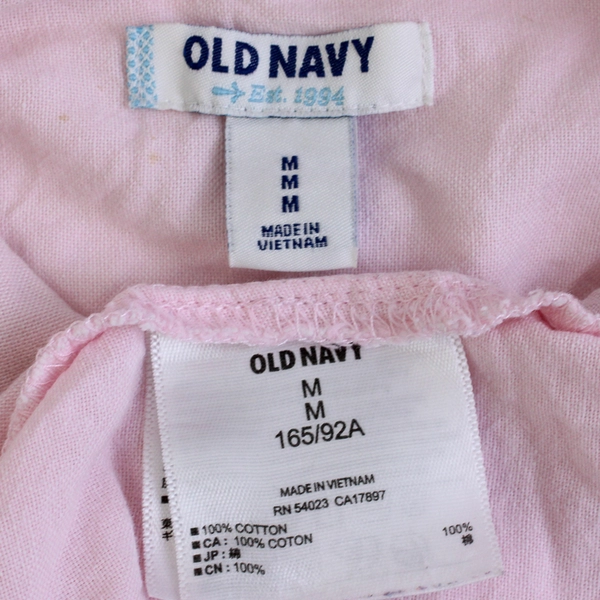 OLD NAVY
Est. 1994
M
M
M
MADE IN
VIETNAM
OLD NAVY
M
M
165/92A
MADE IN VIETNAM
RN 54023 CA17897
■ 100% COTTON
■ CA : 100% COTON
■ JP : 綿 100%
■ CN : 100% 棉